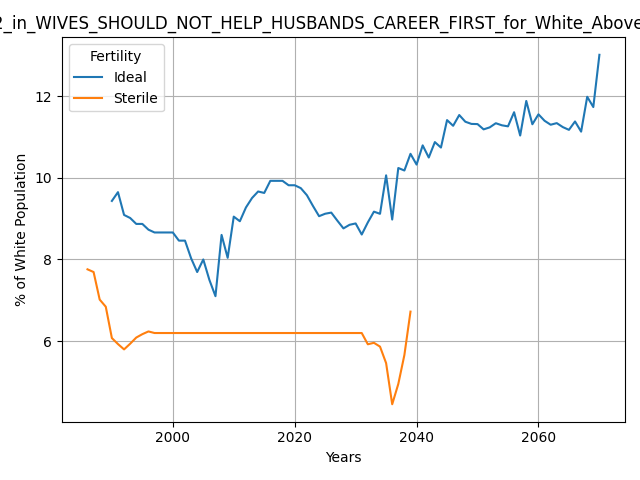 2_in_WIVES_SHOULD_NOT_HELP_HUSBANDS_CAREER_FIRST_for_White_Above
Fertility
Ideal
Sterile
% of White Population
12
10
8
6
2000 2020 2040 2060
Years